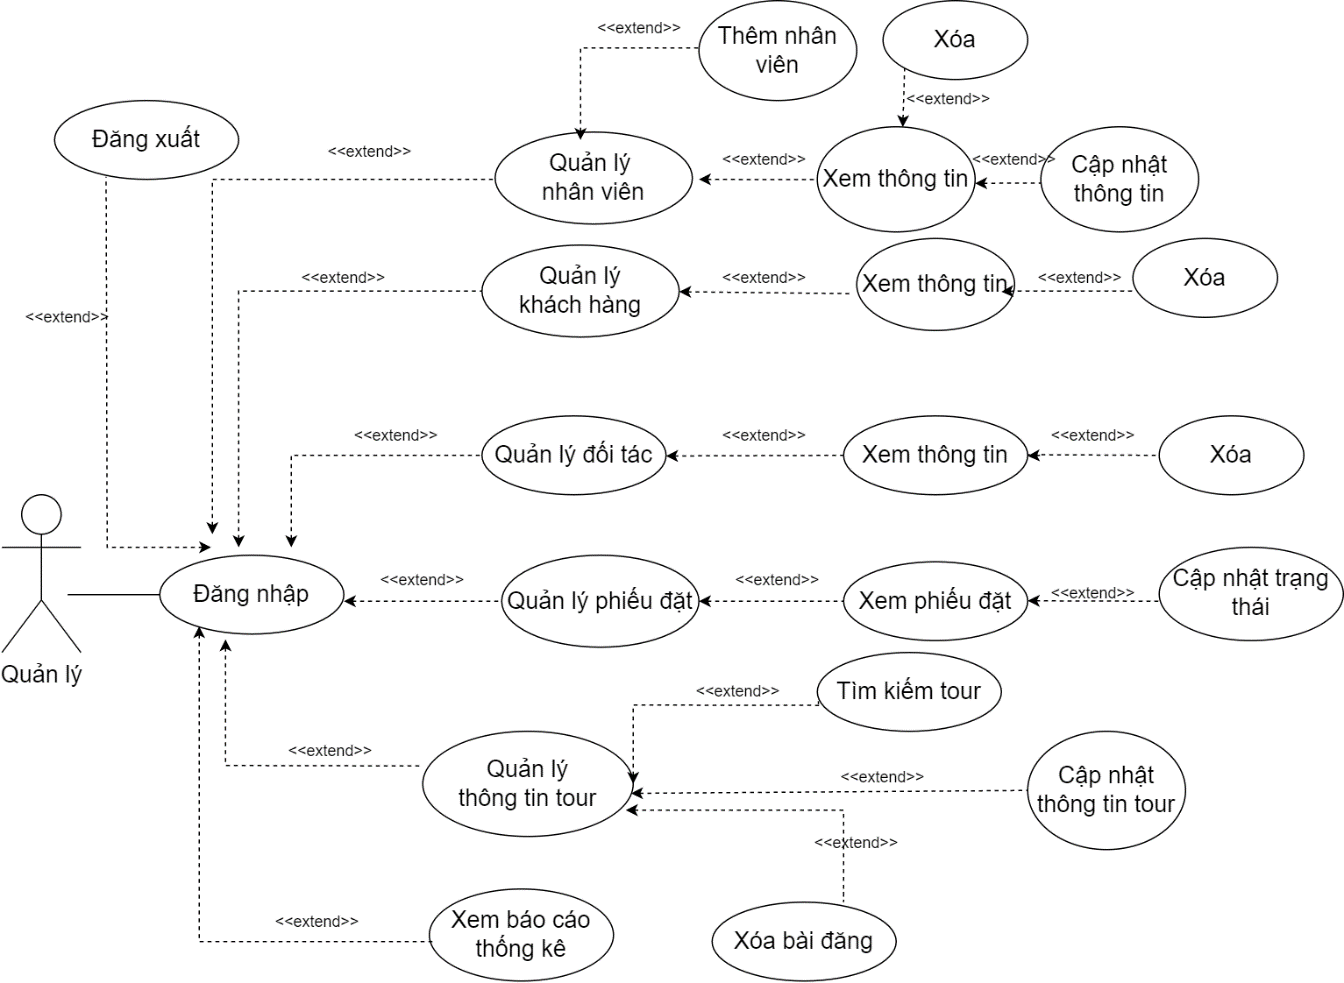 <<extend>>
Thêm nhân
viên
Xóa
<<extend>>
Đăng xuất
<<extend>>
Quản lý
nhân viên
<<extend>>
Xem thông tin
<<extend>>
Cập nhật
thông tin
<<extend>>
Quản lý
khách hàng
<<extend>>
Xem thông tin
<<extend>>
Xóa
<<extend>>
<<extend>>
Quản lý đối tác
<<extend>>
Xem thông tin
<<extend>>
Xóa
Quản lý
Đăng nhập
<<extend>>
Quản lý phiếu đặt
<<extend>>
Xem phiếu đặt
<<extend>>
Cập nhật trạng
thái
<<extend>>
Tìm kiếm tour
<<extend>>
Quản lý
thông tin tour
<<extend>>
Cập nhật
thông tin tour
<<extend>>
<<extend>>
Xem báo cáo
thống kê
Xóa bài đăng